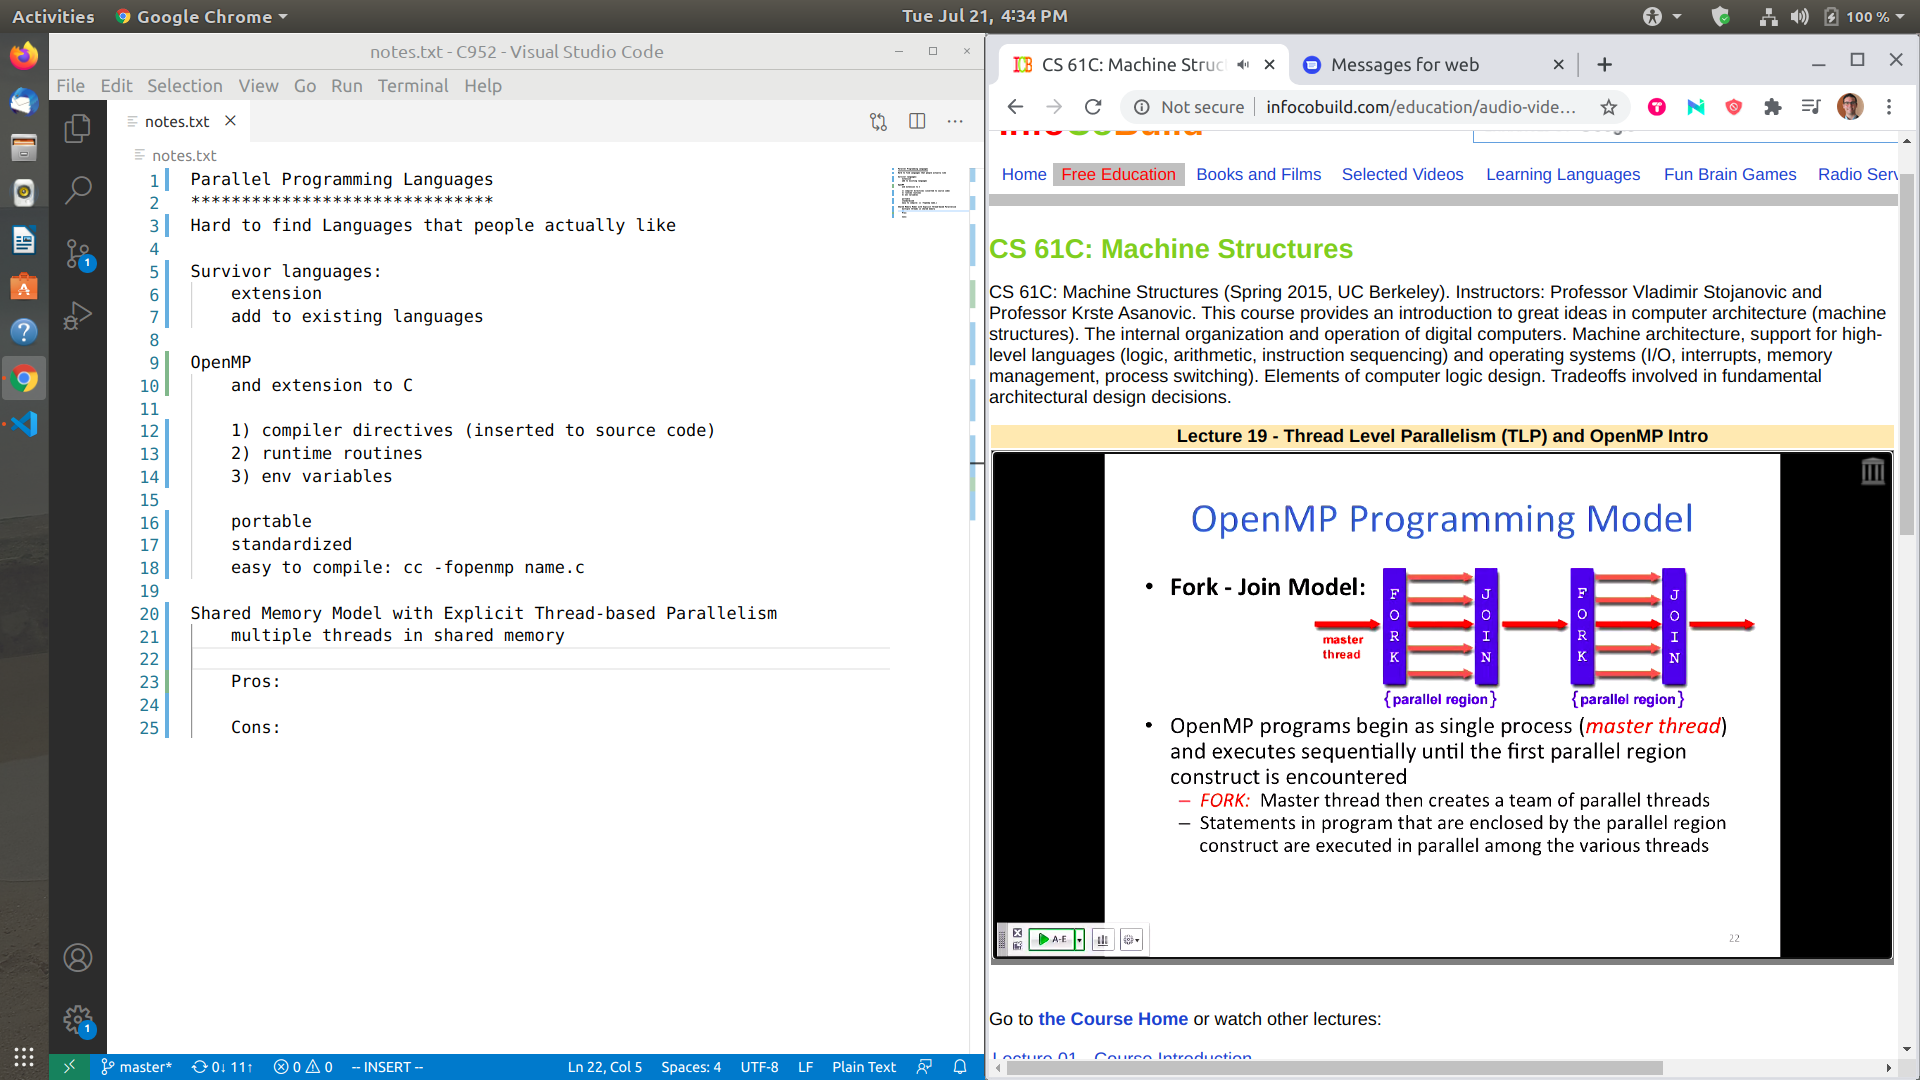 Activities
Google Chrome
Tue Jul 21, 4:34 PM
100 %
notes.txt - C952 - Visual Studio Code
File Edit Selection View Go Run Terminal Help
notes.txt
notes.txt
1 Parallel Programming Languages
2 ******************************
3 Hard to find Languages that people actually like
4
5 Survivor languages:
6 extension
7 add to existing languages
8
9 OpenMP
10 and extension to C
11
12 1) compiler directives (inserted to source code)
13 2) runtime routines
14 3) env variables
15
16 portable
17 standardized
18 easy to compile: cc -fopenmp name.c
19
20 Shared Memory Model with Explicit Thread-based Parallelism
21 multiple threads in shared memory
22
23 Pros:
24
25 Cons:
1
1
master* 0↓ 11↑ 0 0 -- INSERT -- Ln 22, Col 5 Spaces: 4 UTF-8 LF Plain Text
CS 61C: Machine Struc
Messages for web
Not secure infocobuild.com/education/audio-vide...
InfoCoBuild
Home Free Education Books and Films Selected Videos Learning Languages Fun Brain Games Radio Serv
CS 61C: Machine Structures
CS 61C: Machine Structures (Spring 2015, UC Berkeley). Instructors: Professor Vladimir Stojanovic and
Professor Krste Asanovic. This course provides an introduction to great ideas in computer architecture (machine
structures). The internal organization and operation of digital computers. Machine architecture, support for high-
level languages (logic, arithmetic, instruction sequencing) and operating systems (I/O, interrupts, memory
management, process switching). Elements of computer logic design. Tradeoffs involved in fundamental
architectural design decisions.
Lecture 19 - Thread Level Parallelism (TLP) and OpenMP Intro
OpenMP Programming Model
• Fork - Join Model:
master
thread
FORK
JOIN
FORK
JOIN
{parallel region}
{parallel region}
• OpenMP programs begin as single process (master thread)
and executes sequentially until the first parallel region
construct is encountered
– FORK: Master thread then creates a team of parallel threads
– Statements in program that are enclosed by the parallel region
construct are executed in parallel among the various threads
A-E
22
Go to the Course Home or watch other lectures:
Lecture 01 - Course Introduction